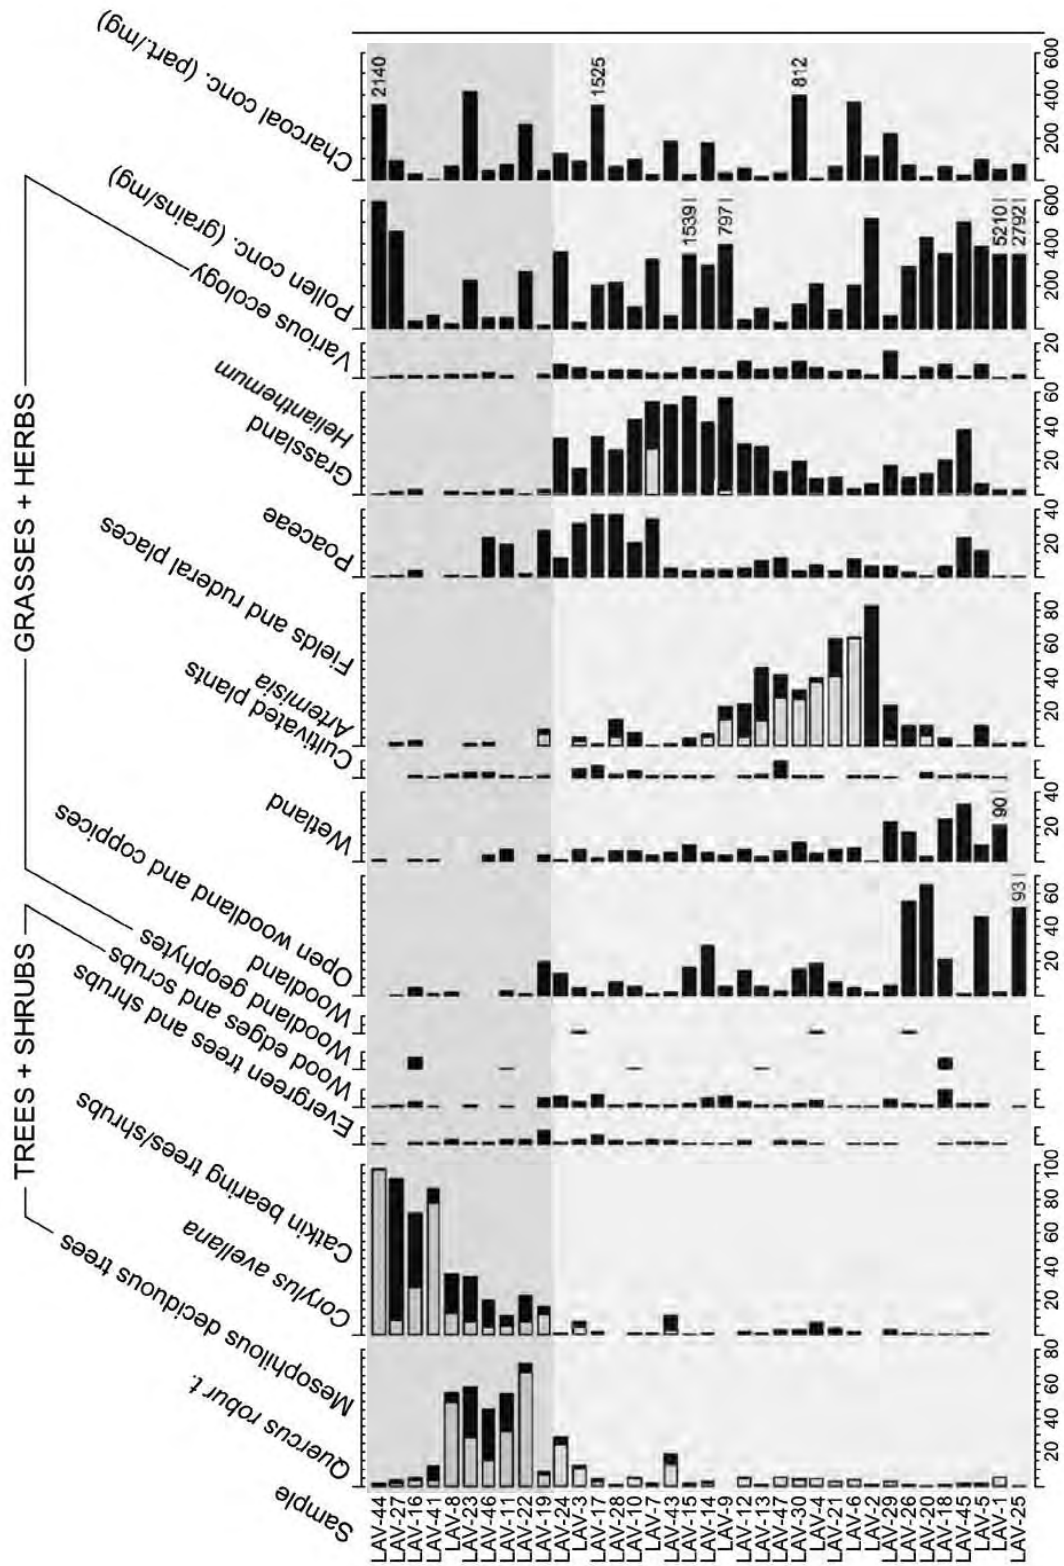 TREES + SHRUBS
GRASSES + HERBS
Sample
Quercus robur t.
Mesophilous deciduous trees
Corylus avellana
Catkin bearing trees/shrubs
Evergreen trees and shrubs
Wood edges and scrubs
Woodland geophytes
Woodland
Open woodland and coppices
Wetland
Cultivated plants
Artemisia
Fields and ruderal places
Poaceae
Grassland
Helianthemum
Various ecology
Pollen conc. (grains/mg)
Charcoal conc. (part./mg)
LAV-44
LAV-27
LAV-16
LAV-41
LAV-8
LAV-23
LAV-46
LAV-11
LAV-22
LAV-19
LAV-24
LAV-3
LAV-17
LAV-28
LAV-10
LAV-7
LAV-43
LAV-15
LAV-14
LAV-9
LAV-12
LAV-13
LAV-47
LAV-30
LAV-4
LAV-21
LAV-6
LAV-2
LAV-29
LAV-26
LAV-20
LAV-18
LAV-45
LAV-5
LAV-1
LAV-25
2140
1525
812
1539
797
5210
2792
90
93
20 40 60 80
20 40 60 80 100
20 40 60
20 40
20 40 60 80
20 40
20 40 60
20
200 400 600
200 400 600